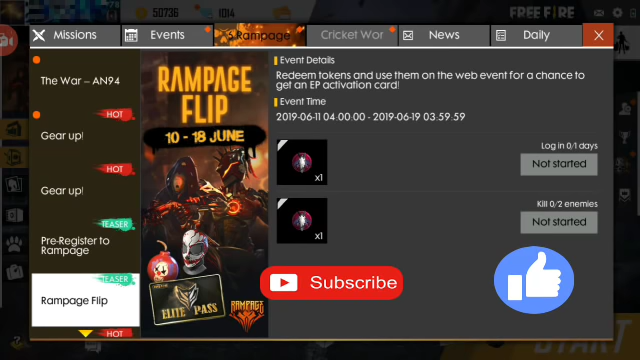 50736
1014
FREE FIRE
Missions
Events
Rampage
Cricket Wor
News
Daily
The War – AN94
HOT
Gear up!
HOT
Gear up!
TEASER
Pre-Register to
Rampage
TEASER
Rampage Flip
HOT
RAMPAGE
FLIP
10 - 18 JUNE
ELITE PASS
RAMPAGE
Event Details
Redeem tokens and use them on the web event for a chance to
get an EP activation card!
Event Time
2019-06-11 04:00:00 - 2019-06-19 03:59:59
x1
Log in 0/1 days
Not started
x1
Kill 0/2 enemies
Not started
Subscribe
START